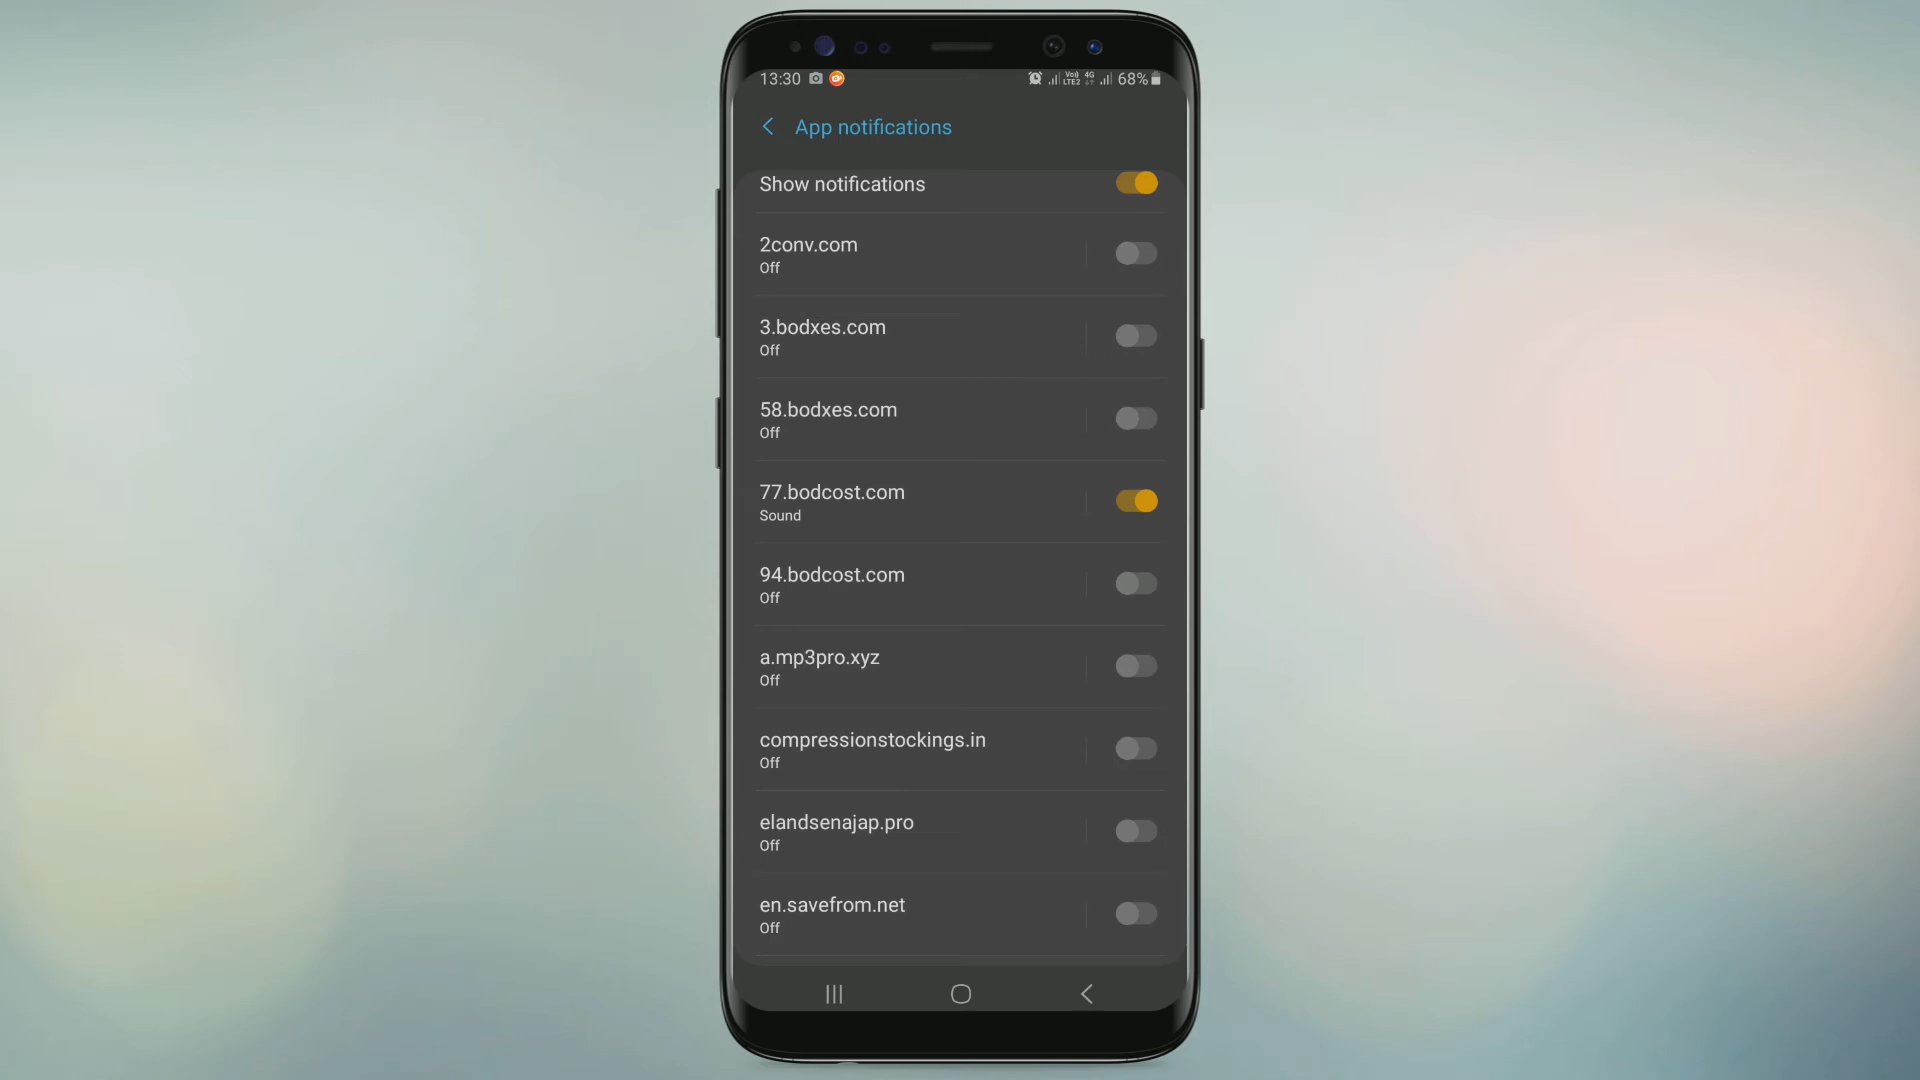 13:30 68%
App notifications
Show notifications
2conv.com
Off
3.bodxes.com
Off
58.bodxes.com
Off
77.bodcost.com
Sound
94.bodcost.com
Off
a.mp3pro.xyz
Off
compressionstockings.in
Off
elandsenajap.pro
Off
en.savefrom.net
Off